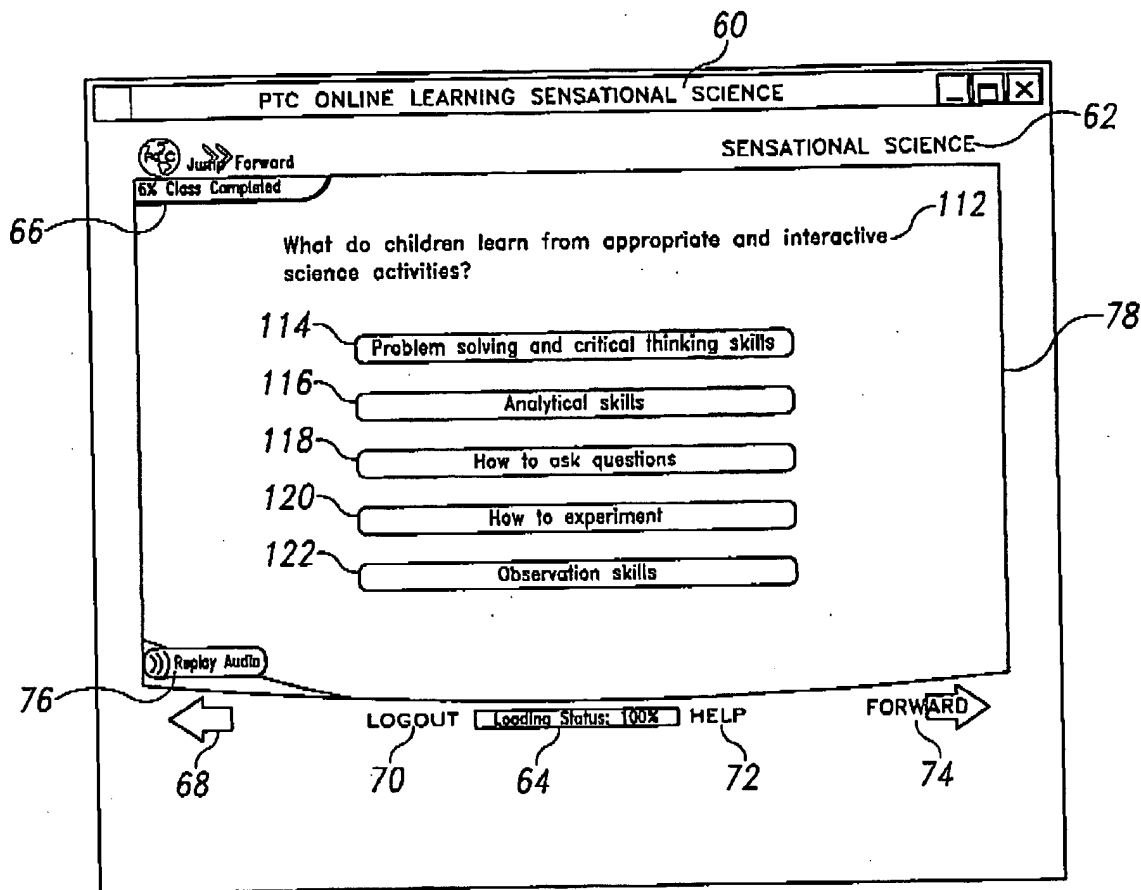 60
PTC ONLINE LEARNING SENSATIONAL SCIENCE
62
SENSATIONAL SCIENCE
Jump Forward
6% Class Completed
66
112
What do children learn from appropriate and interactive
science activities?
78
114
Problem solving and critical thinking skills
116
Analytical skills
118
How to ask questions
120
How to experiment
122
Observation skills
Replay Audio
76
LOGOUT
Loading Status: 100%
HELP
FORWARD
68
70
64
72
74